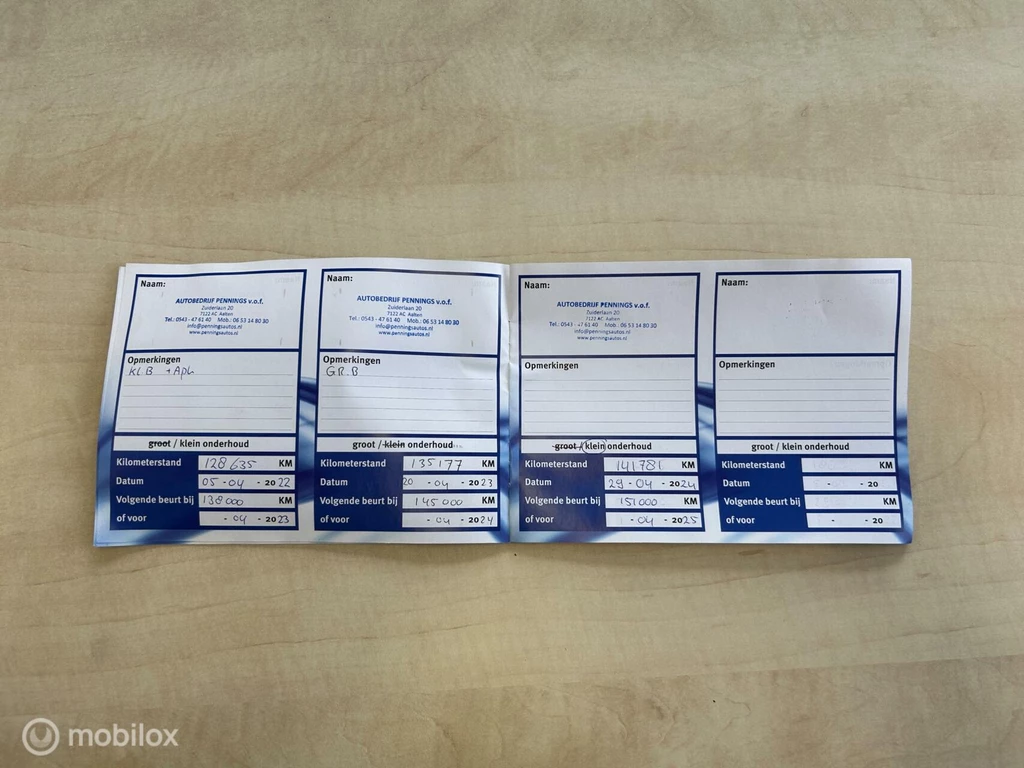 Naam:
AUTOBEDRIJF PENNINGS v.o.f.
Zuiderlaan 20
7122 AC Aalten
Tel.: 0543 - 47 61 40 Mob.: 06 53 14 80 30
info@penningsautos.nl
www.penningsautos.nl
Opmerkingen
KLB + Apk
groot / klein onderhoud
Kilometerstand 128635 KM
Datum 05 - 04 - 2022
Volgende beurt bij 138000 KM
of voor - 04 - 2023
Naam:
AUTOBEDRIJF PENNINGS v.o.f.
Zuiderlaan 20
7122 AC Aalten
Tel.: 0543 - 47 61 40 Mob.: 06 53 14 80 30
info@penningsautos.nl
www.penningsautos.nl
Opmerkingen
GR.B
groot / klein onderhoud
Kilometerstand 135177 KM
Datum 20 - 04 - 2023
Volgende beurt bij 145000 KM
of voor - 04 - 2024
Naam:
AUTOBEDRIJF PENNINGS v.o.f.
Zuiderlaan 20
7122 AC Aalten
Tel.: 0543 - 47 61 40 Mob.: 06 53 14 80 30
info@penningsautos.nl
www.penningsautos.nl
Opmerkingen
groot / klein onderhoud
Kilometerstand 141781 KM
Datum 29 - 04 - 2024
Volgende beurt bij 151000 KM
of voor - 04 - 2025
Naam:
Opmerkingen
groot / klein onderhoud
Kilometerstand KM
Datum - - 20
Volgende beurt bij KM
of voor - - 20
mobilox